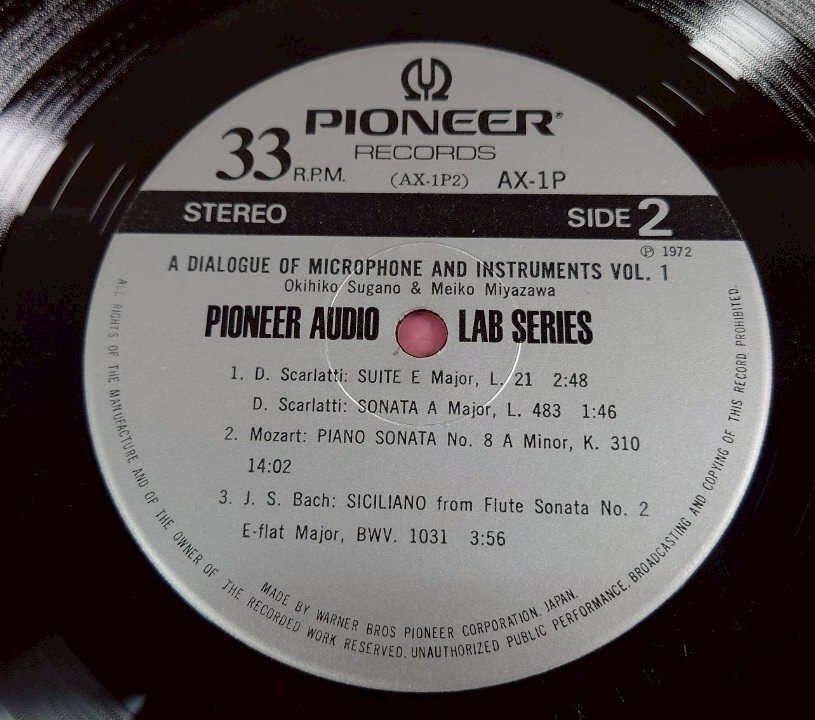 PIONEER®
RECORDS
33 R.P.M. (AX-1P2) AX-1P
STEREO SIDE 2
Ⓟ 1972
A DIALOGUE OF MICROPHONE AND INSTRUMENTS VOL. 1
Okihiko Sugano & Meiko Miyazawa
PIONEER AUDIO LAB SERIES
1. D. Scarlatti: SUITE E Major, L. 21 2:48
D. Scarlatti: SONATA A Major, L. 483 1:46
2. Mozart: PIANO SONATA No. 8 A Minor, K. 310
14:02
3. J. S. Bach: SICILIANO from Flute Sonata No. 2
E-flat Major, BWV. 1031 3:56
MADE BY WARNER BROS PIONEER CORPORATION, JAPAN.
ALL RIGHTS OF THE MANUFACTURE AND OF THE OWNER OF THE RECORDED WORK RESERVED. UNAUTHORIZED PUBLIC PERFORMANCE, BROADCASTING AND COPYING OF THIS RECORD PROHIBITED.